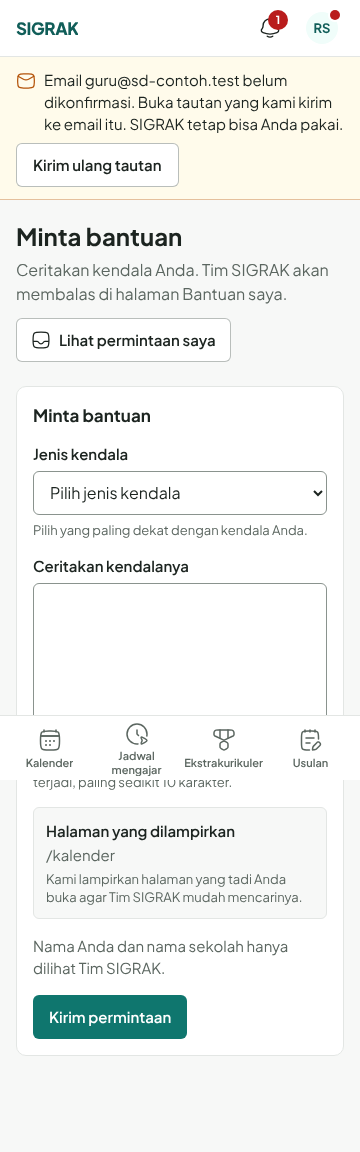 SIGRAK
1
RS
Email guru@sd-contoh.test belum
dikonfirmasi. Buka tautan yang kami kirim
ke email itu. SIGRAK tetap bisa Anda pakai.
Kirim ulang tautan
Minta bantuan
Ceritakan kendala Anda. Tim SIGRAK akan
membalas di halaman Bantuan saya.
Lihat permintaan saya
Minta bantuan
Jenis kendala
Pilih jenis kendala
Pilih yang paling dekat dengan kendala Anda.
Ceritakan kendalanya
Kalender
Jadwal
mengajar
Ekstrakurikuler
Usulan
terjadi, paling sedikit 10 karakter.
Halaman yang dilampirkan
/kalender
Kami lampirkan halaman yang tadi Anda
buka agar Tim SIGRAK mudah mencarinya.
Nama Anda dan nama sekolah hanya
dilihat Tim SIGRAK.
Kirim permintaan